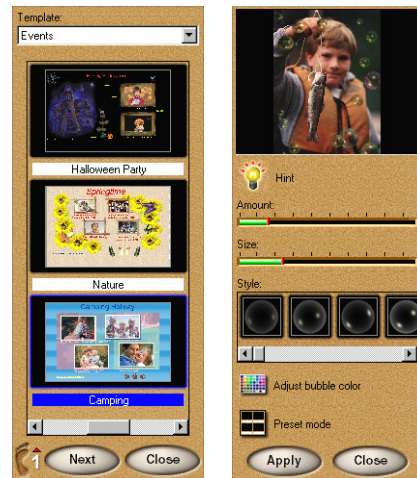 Template:
Events
Halloween Party
Springtime
Nature
Camping Holiday
Camping
1
Next
Close
Hint
Amount:
Size:
Style:
Adjust bubble color
Preset mode
Apply
Close